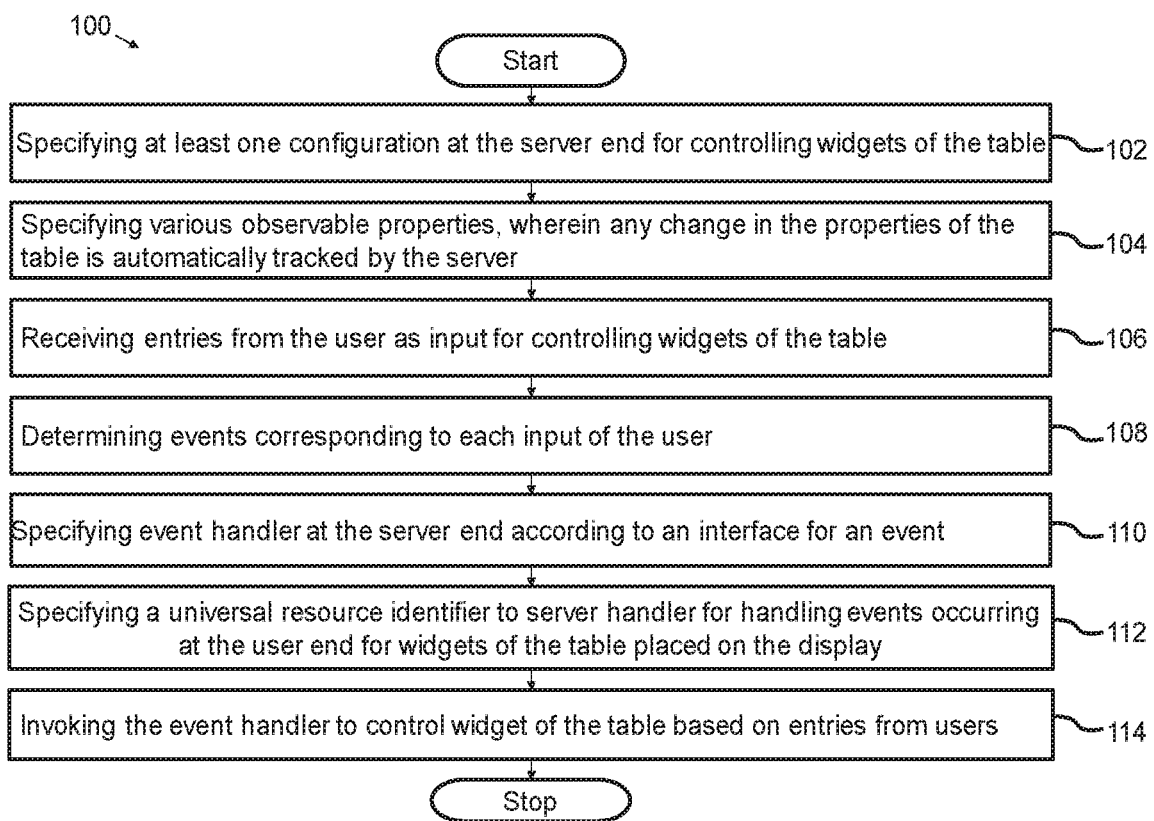 100
Start
Specifying at least one configuration at the server end for controlling widgets of the table
102
Specifying various observable properties, wherein any change in the properties of the
table is automatically tracked by the server
104
Receiving entries from the user as input for controlling widgets of the table
106
Determining events corresponding to each input of the user
108
Specifying event handler at the server end according to an interface for an event
110
Specifying a universal resource identifier to server handler for handling events occurring
at the user end for widgets of the table placed on the display
112
Invoking the event handler to control widget of the table based on entries from users
114
Stop